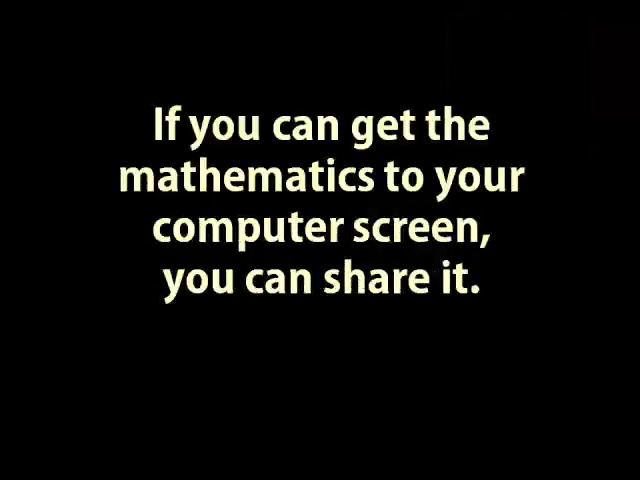 If you can get the
mathematics to your
computer screen,
you can share it.